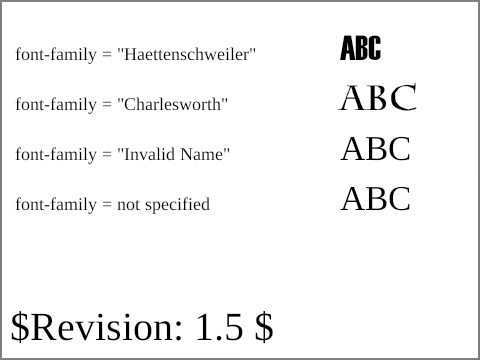 font-family = "Haettenschweiler" ABC
font-family = "Charlesworth" ABC
font-family = "Invalid Name" ABC
font-family = not specified ABC
$Revision: 1.5 $